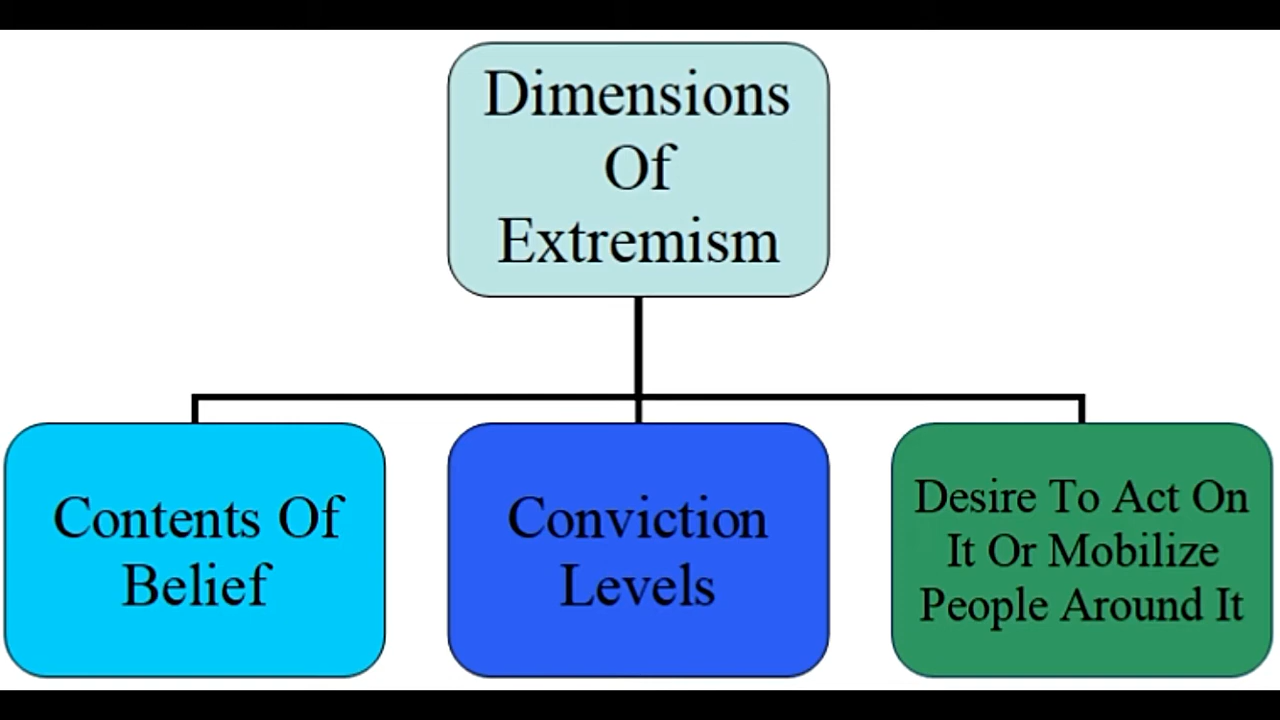 Dimensions
Of
Extremism
Contents Of
Belief
Conviction
Levels
Desire To Act On
It Or Mobilize
People Around It